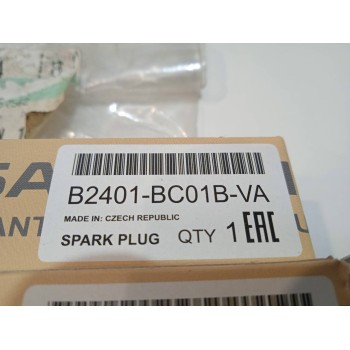 B2401-BC01B-VA
MADE IN: CZECH REPUBLIC
SPARK PLUG QTY 1 EAC